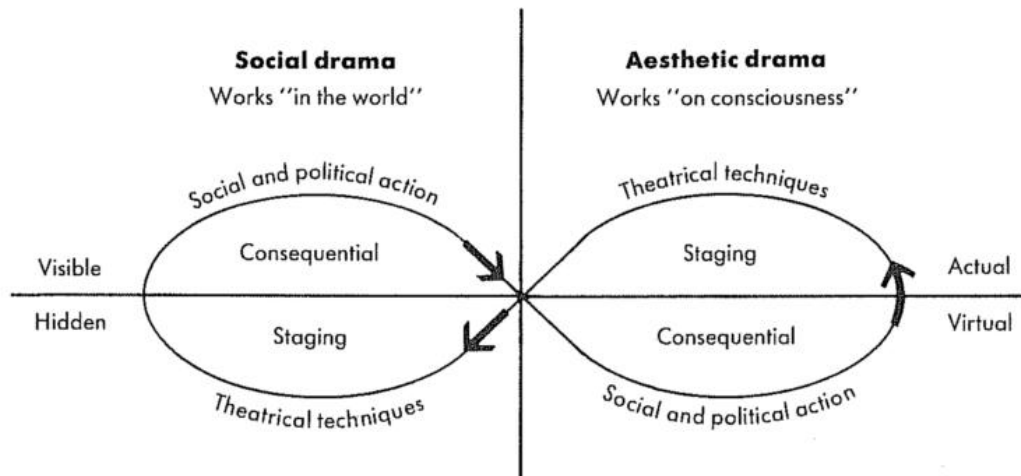 Social drama
Works "in the world"
Aesthetic drama
Works "on consciousness"
Social and political action
Theatrical techniques
Consequential
Staging
Visible
Actual
Hidden
Virtual
Staging
Consequential
Theatrical techniques
Social and political action